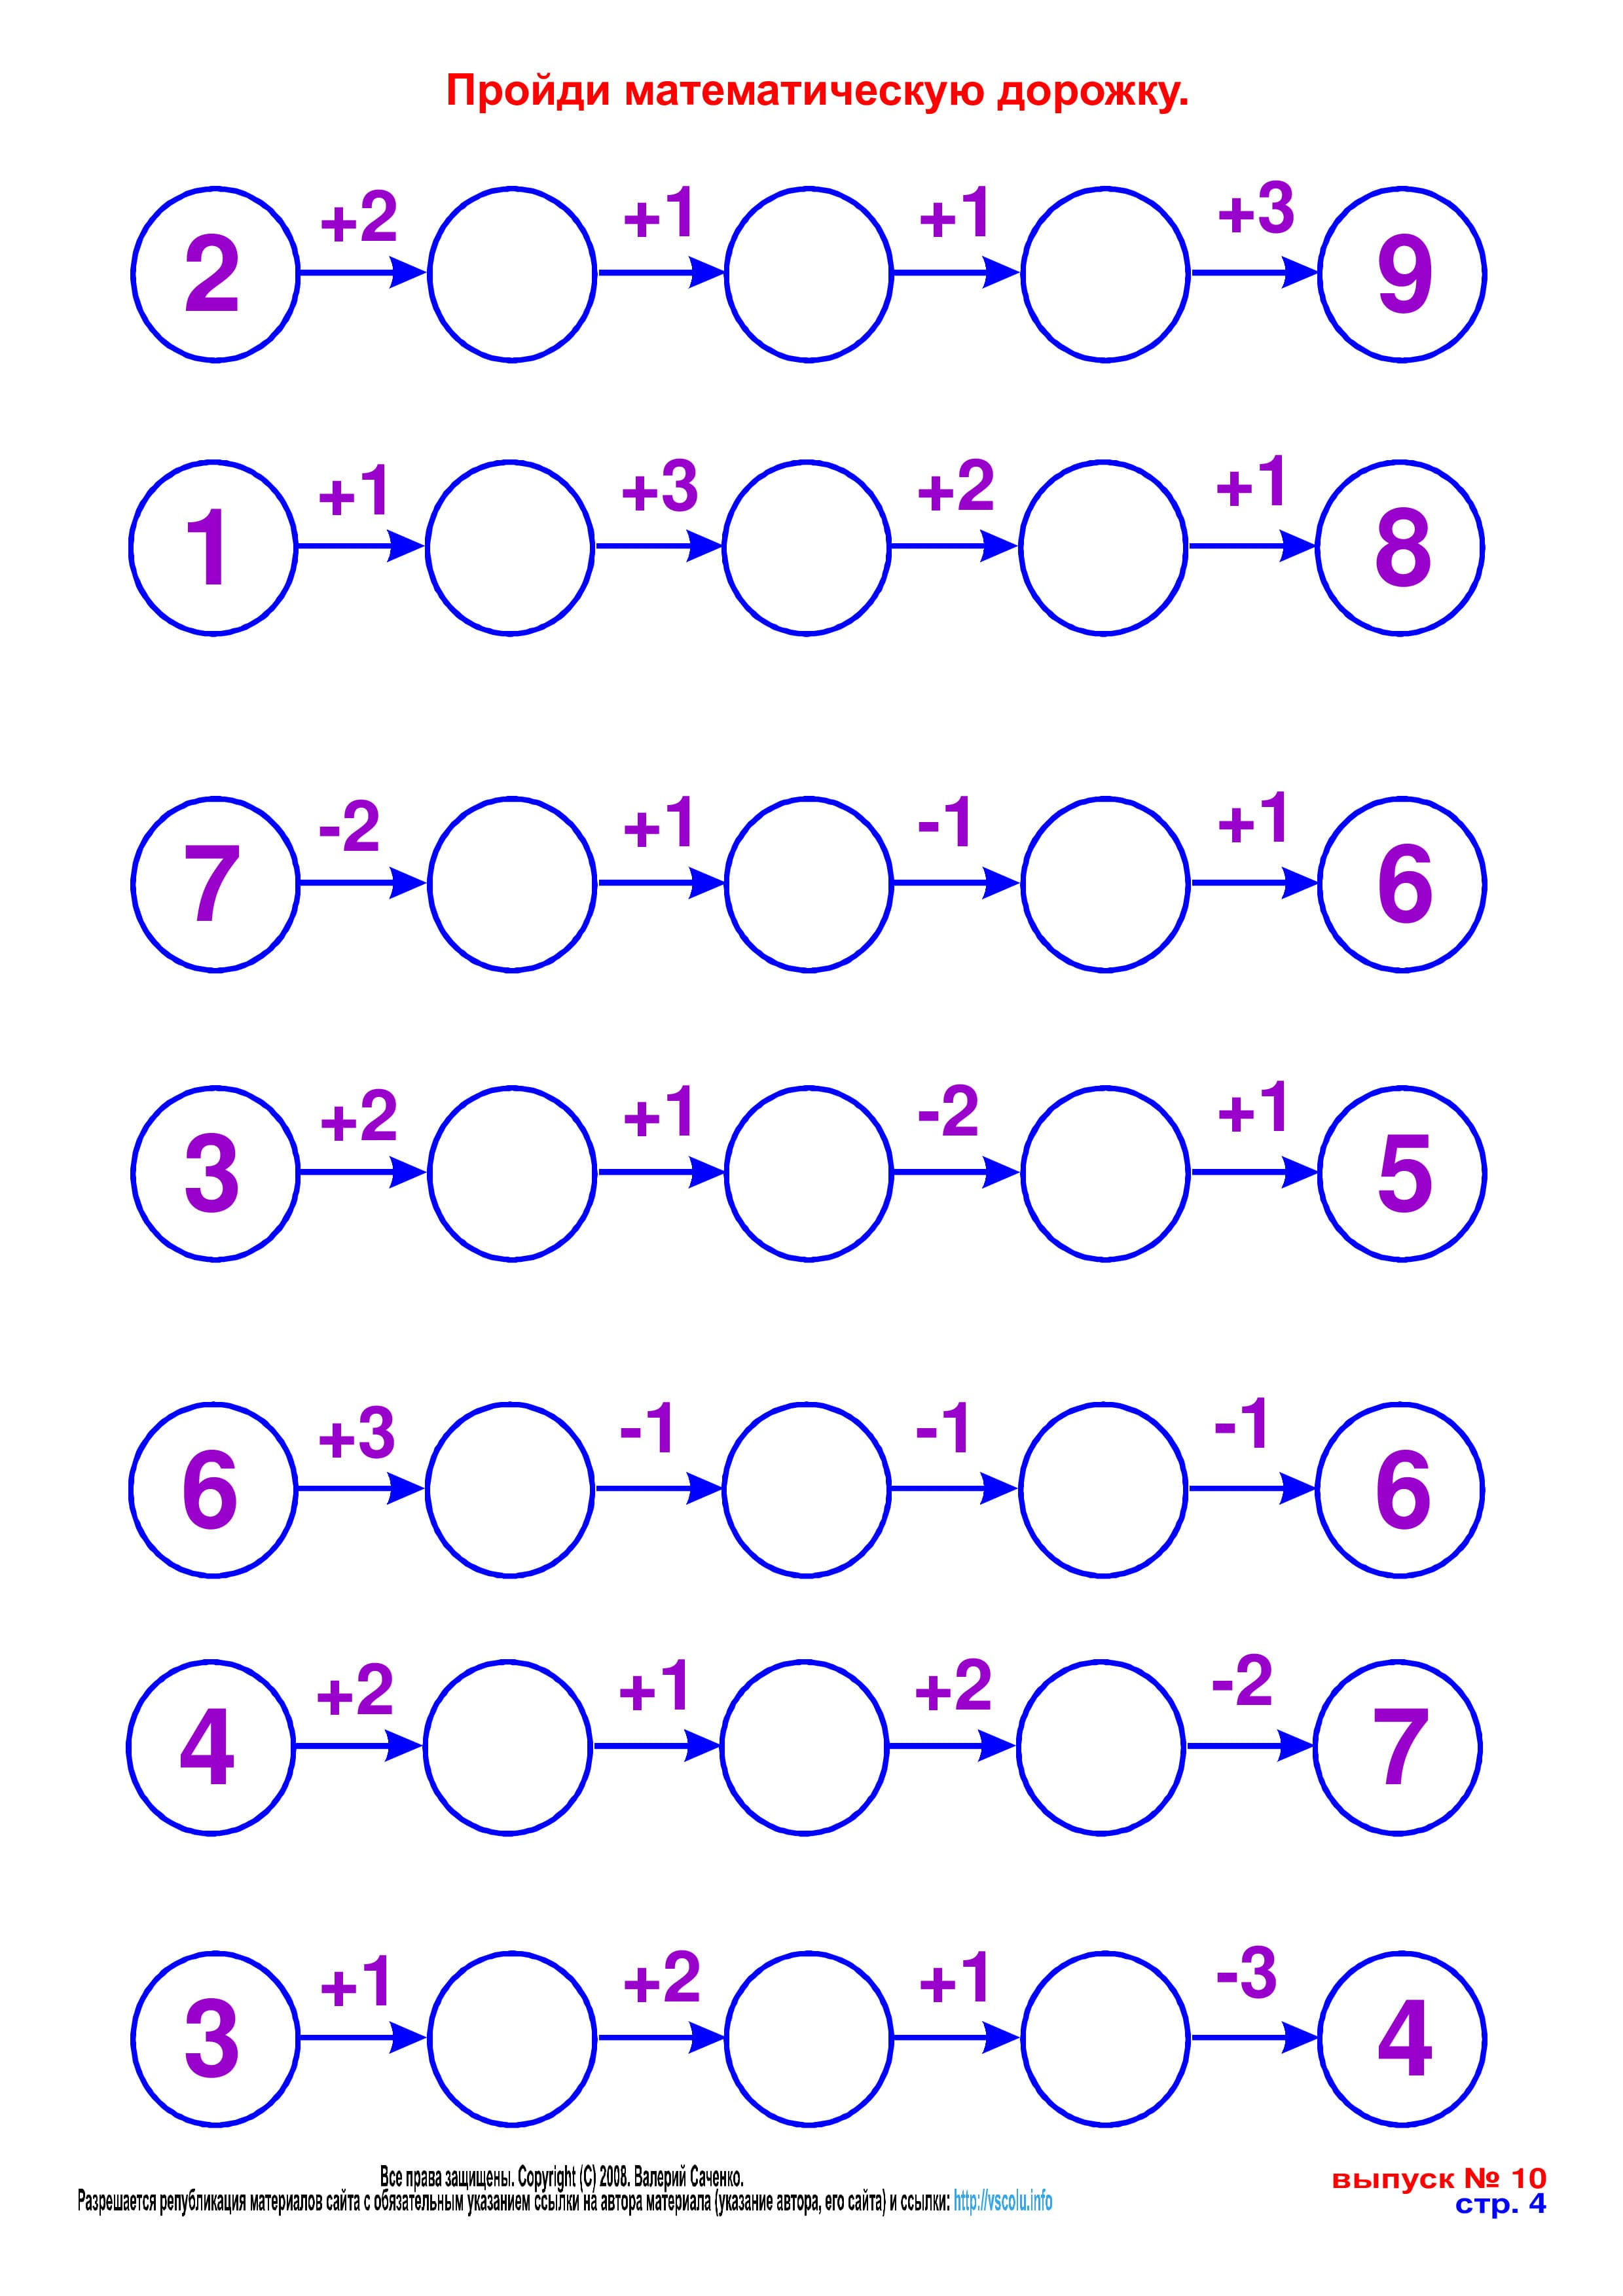 Пройди математическую дорожку.
+2 +1 +1 +3
2 9
+1 +3 +2 +1
1 8
-2 +1 -1 +1
7 6
+2 +1 -2 +1
3 5
+3 -1 -1 -1
6 6
+2 +1 +2 -2
4 7
+1 +2 +1 -3
3 4
Все права защищены. Copyright (C) 2008. Валерий Саченко.
Разрешается републикация материалов сайта с обязательным указанием ссылки на автора материала (указание автора, его сайта) и ссылки: http://vscolu.info
выпуск № 10
стр. 4